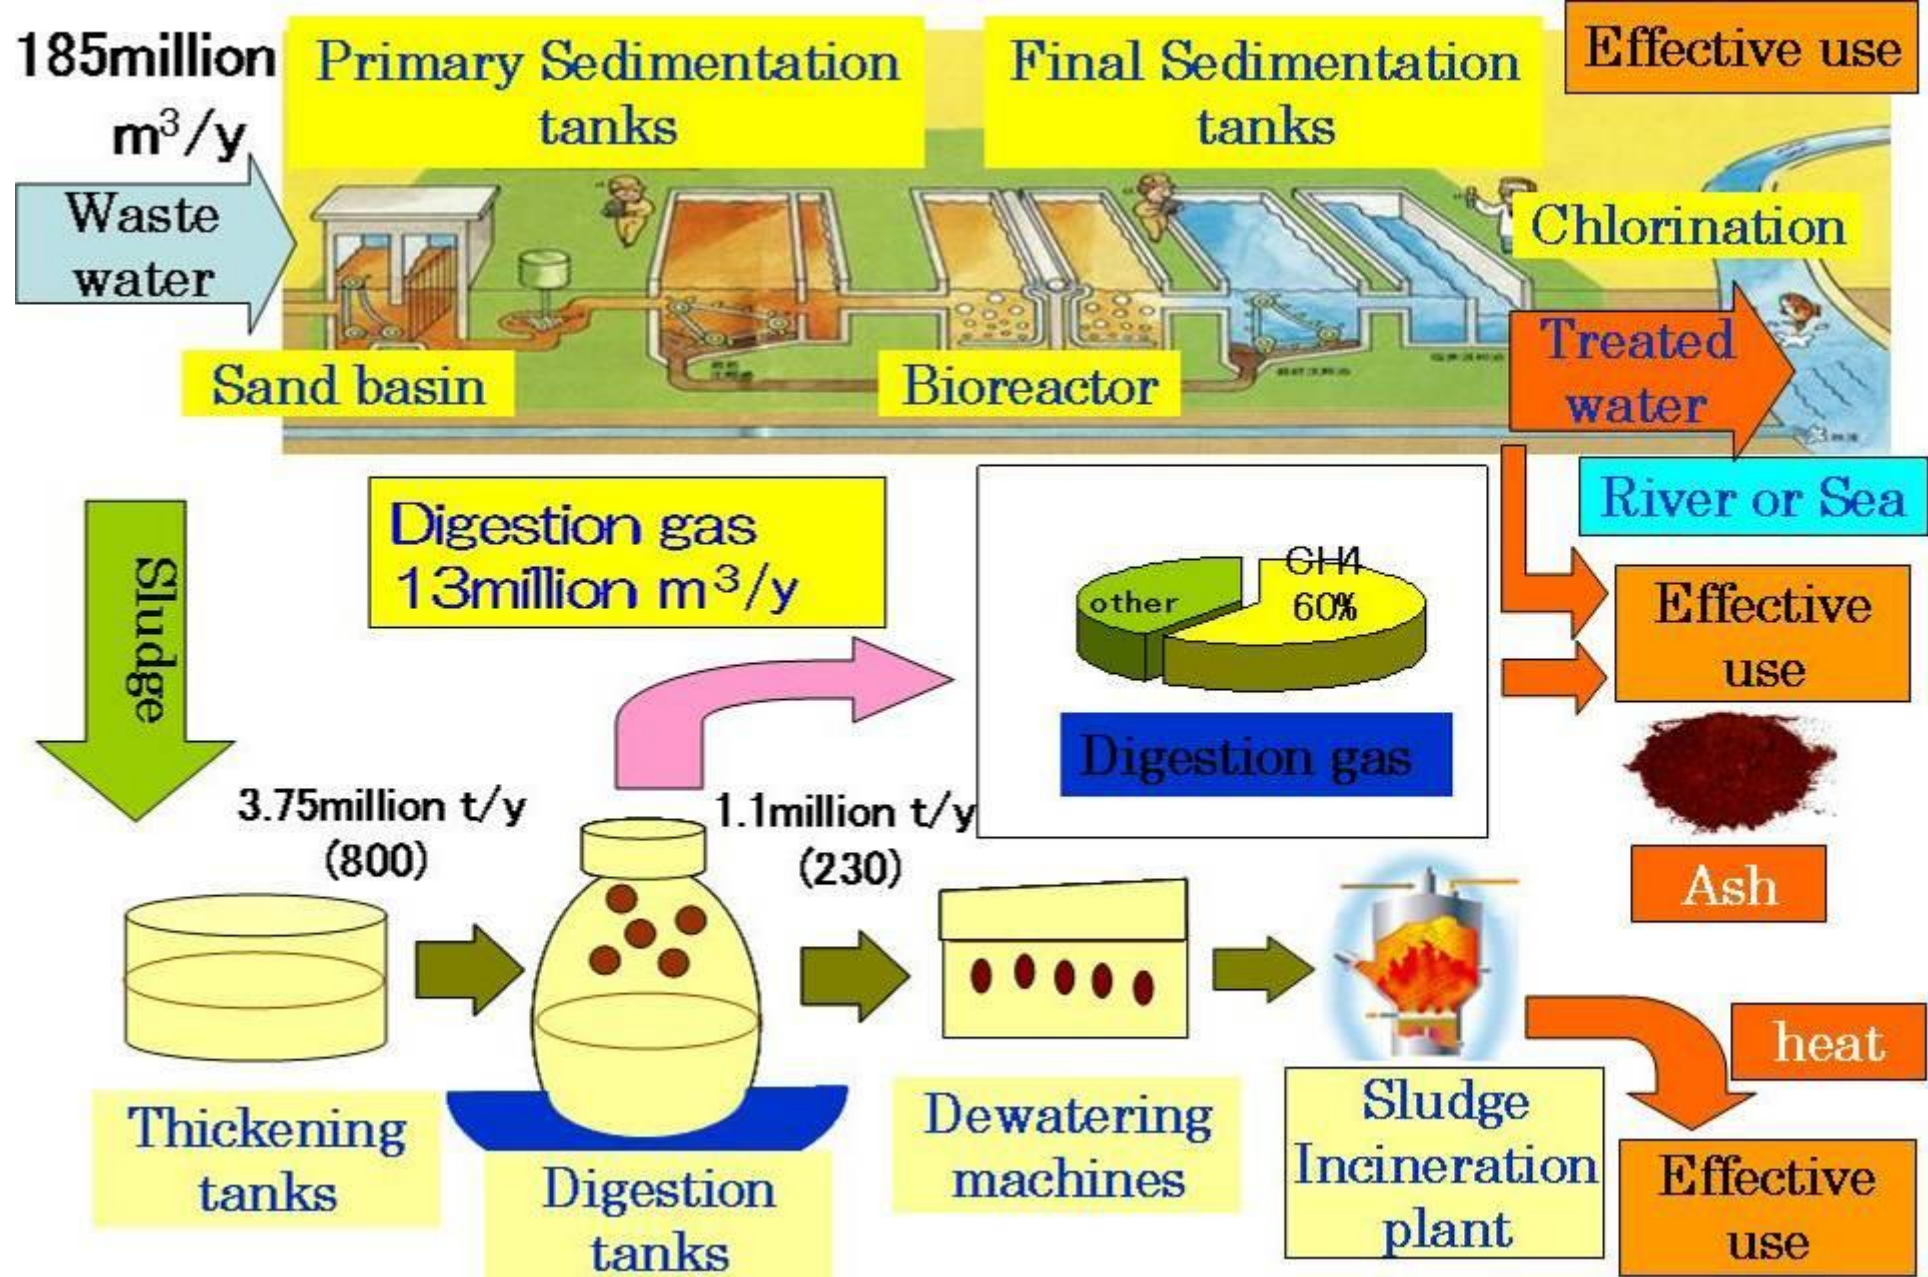 185million
m³/y
Primary Sedimentation
tanks
Final Sedimentation
tanks
Effective use
Waste
water
Chlorination
Sand basin
Bioreactor
Treated
water
River or Sea
Sludge
Digestion gas
13million m³/y
CH4
60%
other
Digestion gas
Effective
use
Ash
3.75million t/y
(800)
1.1million t/y
(230)
heat
Thickening
tanks
Digestion
tanks
Dewatering
machines
Sludge
Incineration
plant
Effective
use